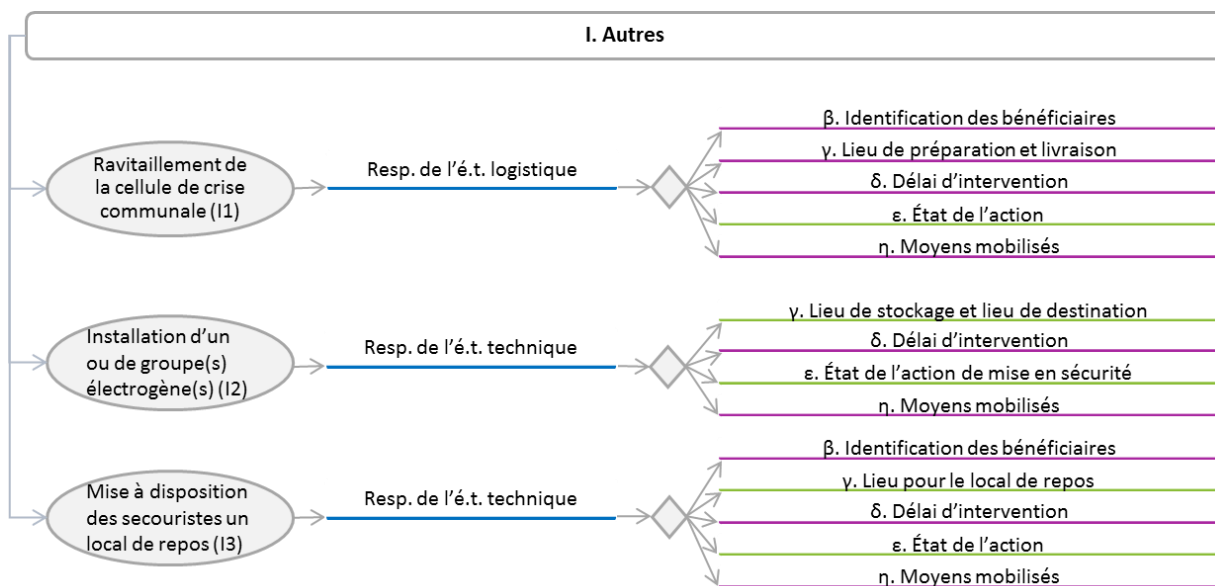 I. Autres
Ravitaillement de
la cellule de crise
communale (I1)
Resp. de l’é.t. logistique
β. Identification des bénéficiaires
γ. Lieu de préparation et livraison
δ. Délai d’intervention
ε. État de l’action
η. Moyens mobilisés
Installation d’un
ou de groupe(s)
électrogène(s) (I2)
Resp. de l’é.t. technique
γ. Lieu de stockage et lieu de destination
δ. Délai d’intervention
ε. État de l’action de mise en sécurité
η. Moyens mobilisés
Mise à disposition
des secouristes un
local de repos (I3)
Resp. de l’é.t. technique
β. Identification des bénéficiaires
γ. Lieu pour le local de repos
δ. Délai d’intervention
ε. État de l’action
η. Moyens mobilisés